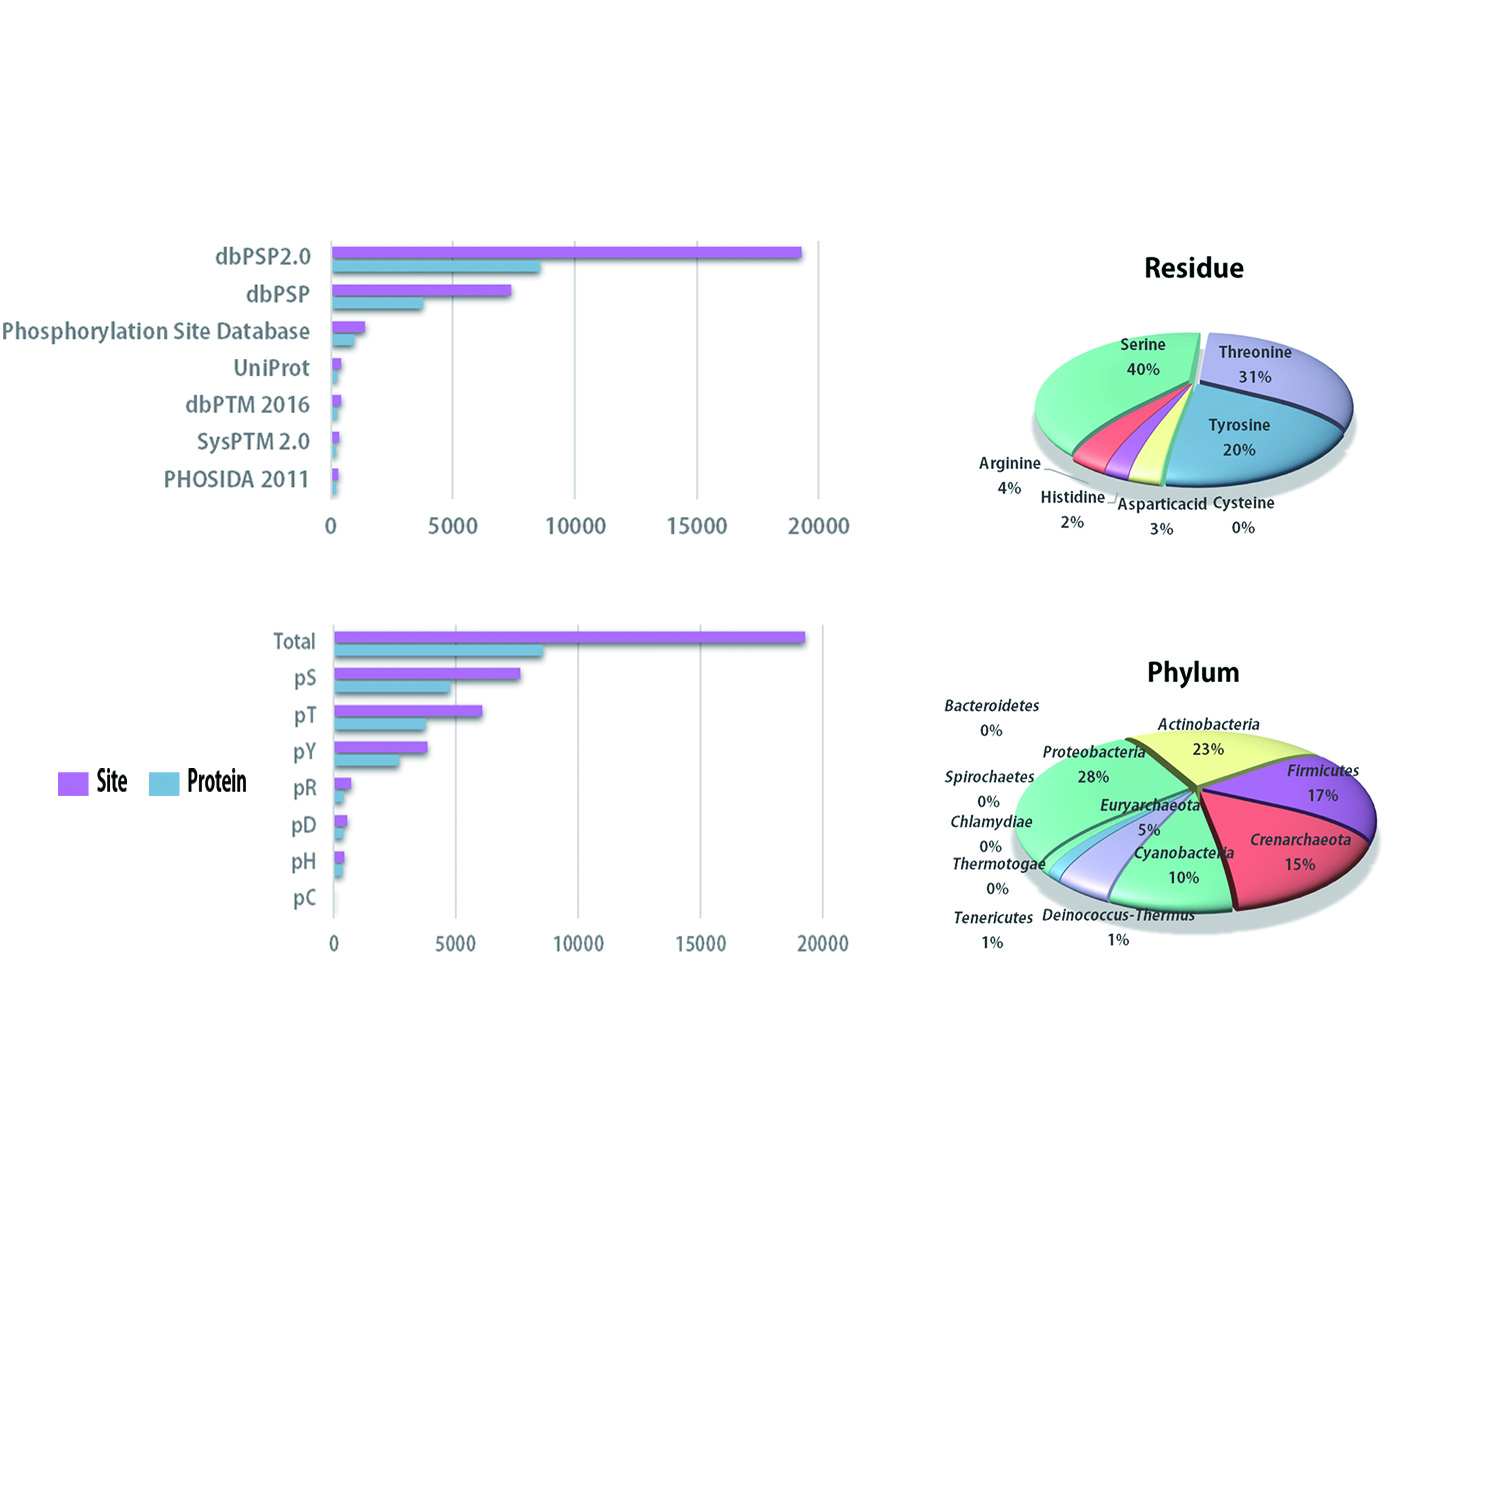 dbPSP2.0
dbPSP
Phosphorylation Site Database
UniProt
dbPTM 2016
SysPTM 2.0
PHOSIDA 2011
0 5000 10000 15000 20000
Residue
Serine
40%
Threonine
31%
Tyrosine
20%
Arginine
4%
Histidine
2%
Asparticacid
3%
Cysteine
0%
Total
pS
pT
pY
pR
pD
pH
pC
0 5000 10000 15000 20000
Site Protein
Phylum
Bacteroidetes
0%
Actinobacteria
23%
Proteobacteria
28%
Firmicutes
17%
Spirochaetes
0%
Euryarchaeota
5%
Chlamydiae
0%
Crenarchaeota
15%
Cyanobacteria
10%
Thermotogae
0%
Tenericutes
1%
Deinococcus-Thermus
1%